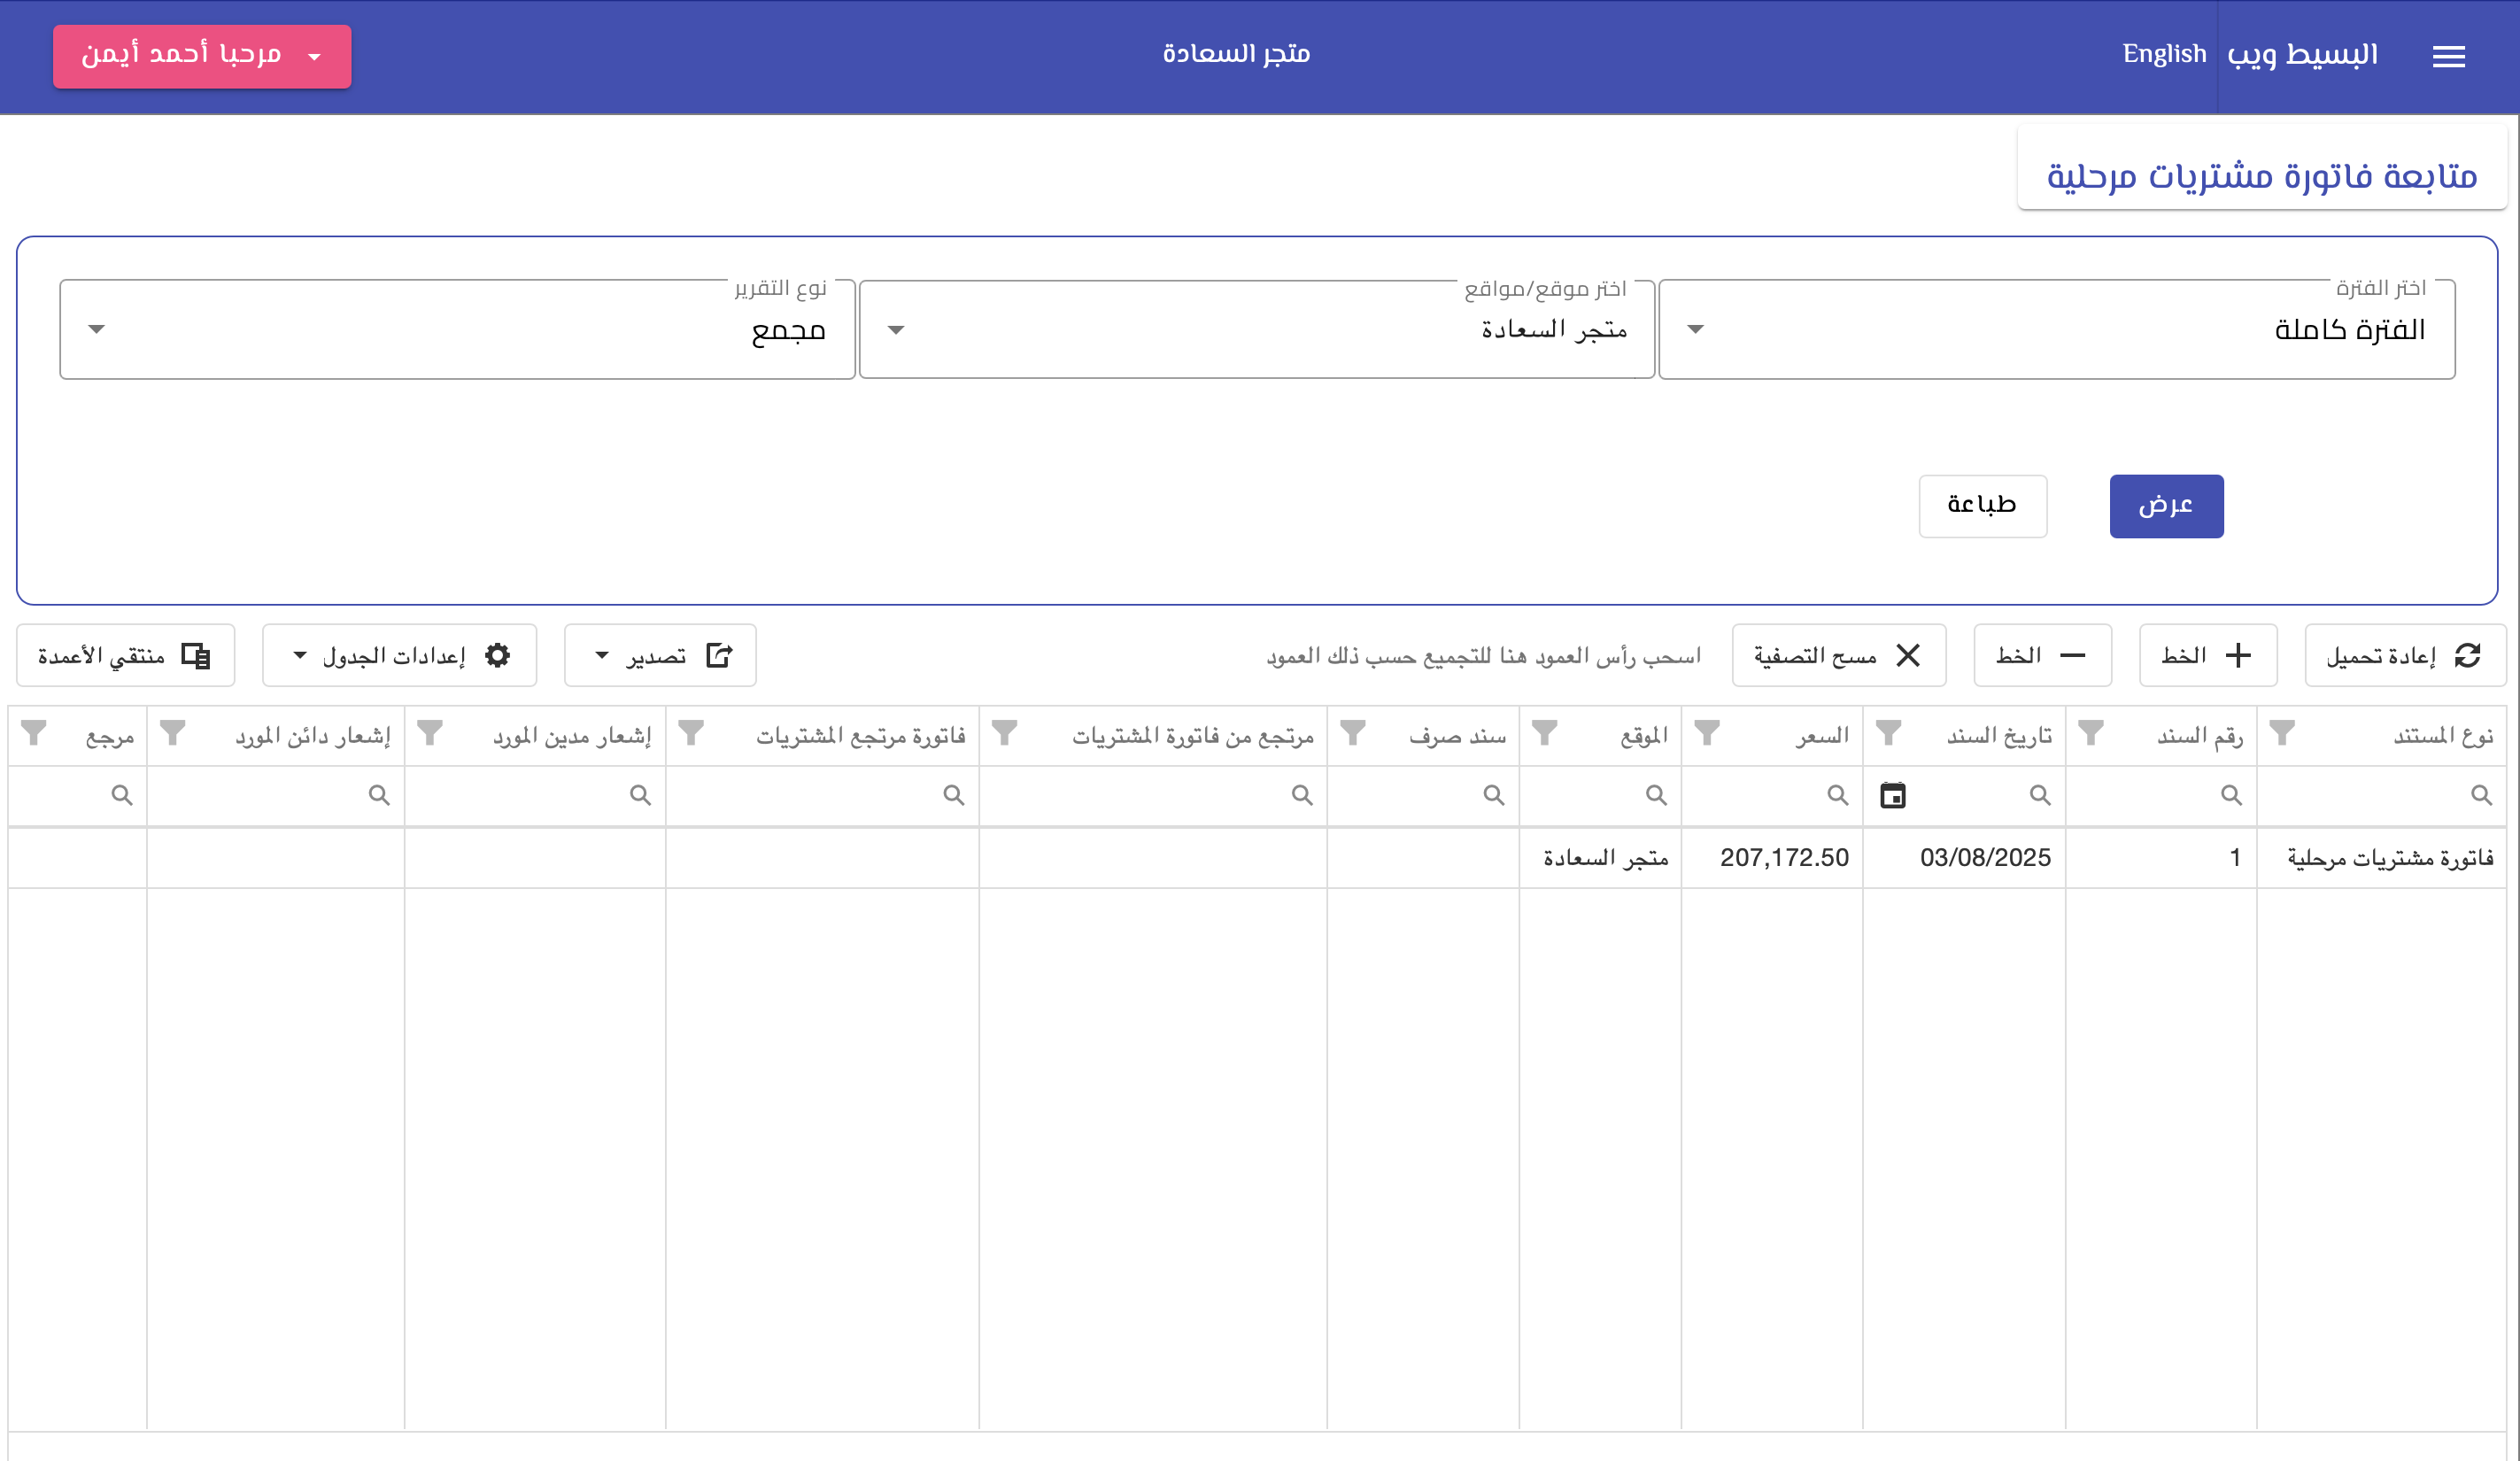 البسيط ويب
English
متجر السعادة
مرحبا أحمد أيمن
متابعة فاتورة مشتريات مرحلية
اختر الفترة
الفترة كاملة
اختر موقع/مواقع
متجر السعادة
نوع التقرير
مجمع
عرض
طباعة
إعادة تحميل
الخط
الخط
مسح التصفية
اسحب رأس العمود هنا للتجميع حسب ذلك العمود
تصدير
إعدادات الجدول
منتقي الأعمدة
نوع المستند رقم السند تاريخ السند السعر الموقع سند صرف مرتجع من فاتورة المشتريات فاتورة مرتجع المشتريات إشعار مدين المورد إشعار دائن المورد مرجع
فاتورة مشتريات مرحلية 1 03/08/2025 207,172.50 متجر السعادة